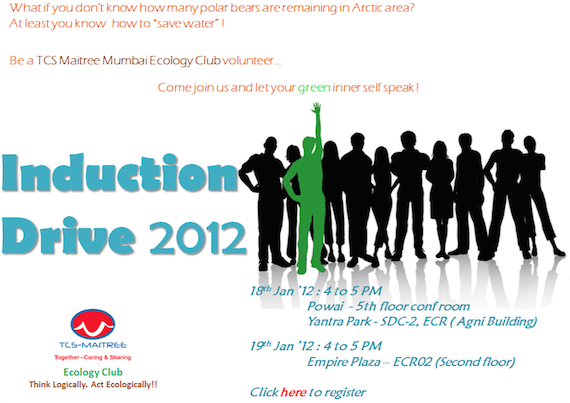 What if you don't know how many polar bears are remaining in Arctic area?
At least you know how to "save water" !
Be a TCS Maitree Mumbai Ecology Club volunteer...
Come join us and let your green inner self speak!
Induction
Drive 2012
18th Jan '12 : 4 to 5 PM
Powai - 5th floor conf room
Yantra Park - SDC-2, ECR ( Agni Building)
19th Jan '12 : 4 to 5 PM
Empire Plaza – ECR02 (Second floor)
Click here to register
TCS-MAITREE
Together - Caring & Sharing
Ecology Club
Think Logically. Act Ecologically!!